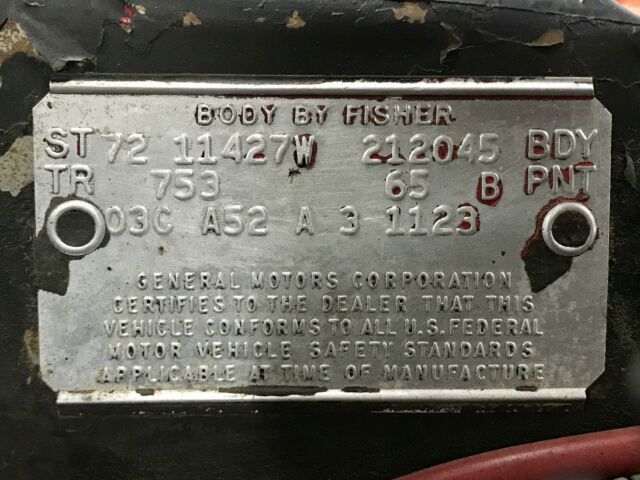 BODY BY FISHER
ST 72 11427W 212045 BDY
TR 753 65 B PNT
03C A52 A 3 1123
GENERAL MOTORS CORPORATION
CERTIFIES TO THE DEALER THAT THIS
VEHICLE CONFORMS TO ALL U.S. FEDERAL
MOTOR VEHICLE SAFETY STANDARDS
APPLICABLE AT TIME OF MANUFACTURE